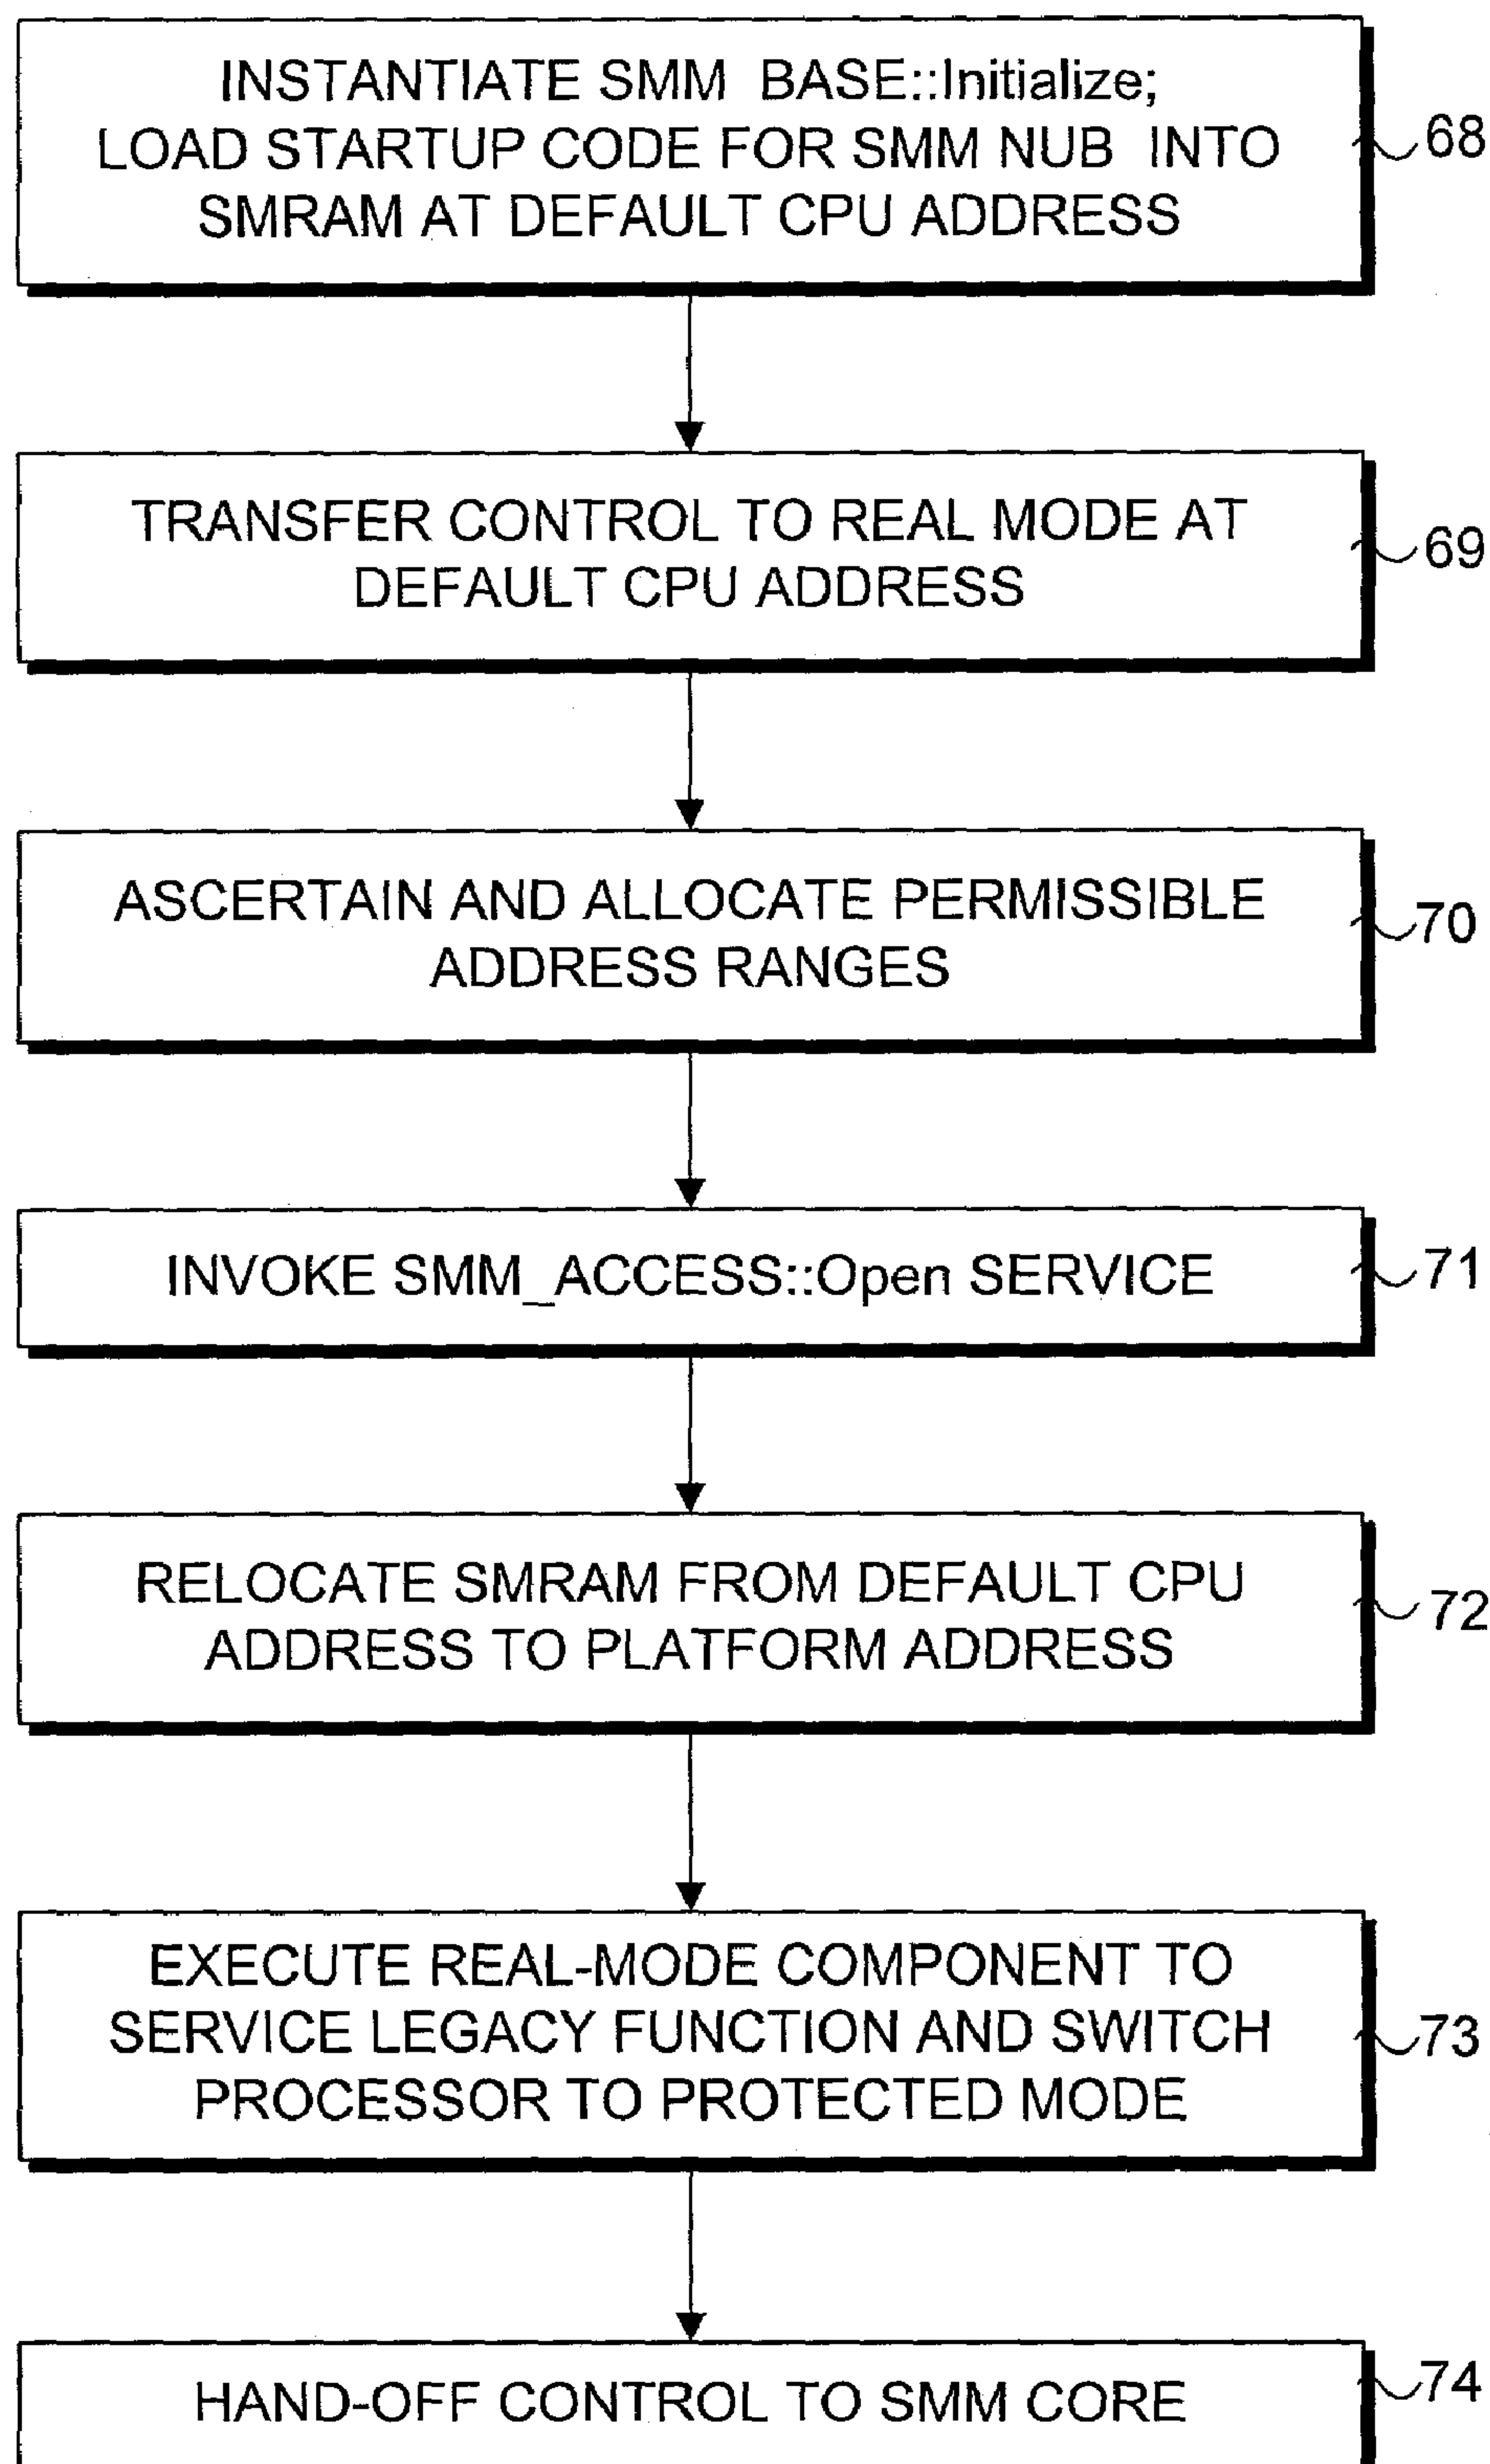 INSTANTIATE SMM BASE::Initialize;
LOAD STARTUP CODE FOR SMM NUB INTO
SMRAM AT DEFAULT CPU ADDRESS
68
TRANSFER CONTROL TO REAL MODE AT
DEFAULT CPU ADDRESS
69
ASCERTAIN AND ALLOCATE PERMISSIBLE
ADDRESS RANGES
70
INVOKE SMM_ACCESS::Open SERVICE
71
RELOCATE SMRAM FROM DEFAULT CPU
ADDRESS TO PLATFORM ADDRESS
72
EXECUTE REAL-MODE COMPONENT TO
SERVICE LEGACY FUNCTION AND SWITCH
PROCESSOR TO PROTECTED MODE
73
HAND-OFF CONTROL TO SMM CORE
74